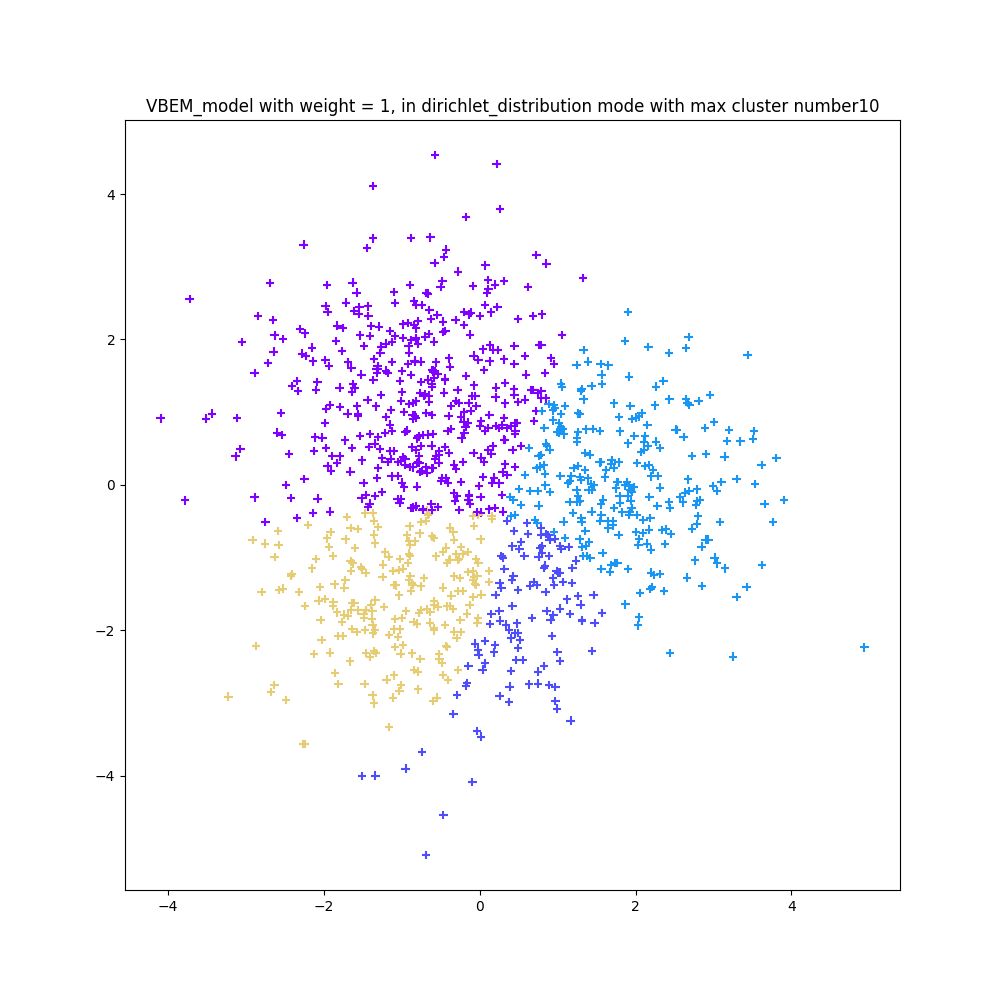 VBEM_model with weight = 1, in dirichlet_distribution mode with max cluster number10
4
2
0
−2
−4
−4 −2 0 2 4